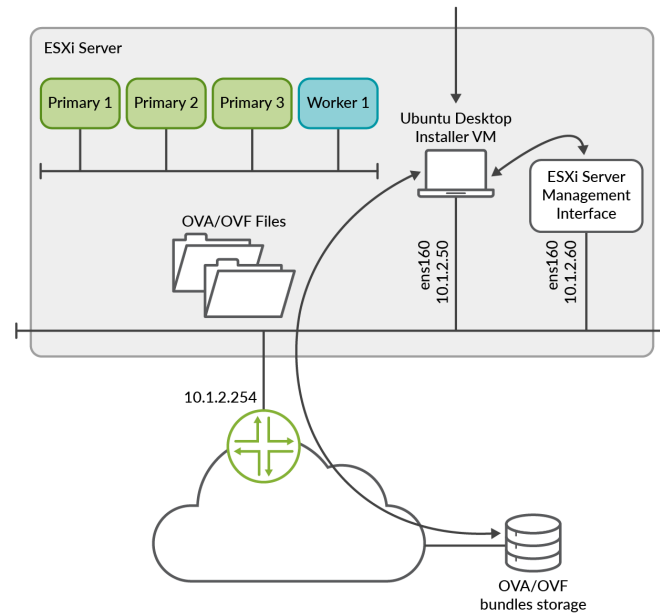 ESXi Server
Primary 1
Primary 2
Primary 3
Worker 1
Ubuntu Desktop
Installer VM
ESXi Server
Management
Interface
OVA/OVF Files
ens160
10.1.2.50
ens160
10.1.2.60
10.1.2.254
OVA/OVF
bundles storage